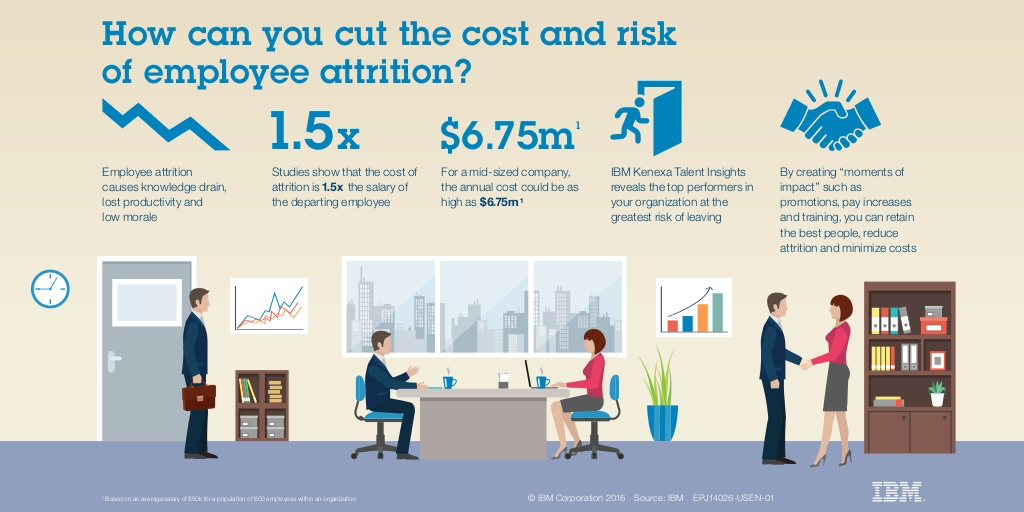 How can you cut the cost and risk
of employee attrition?
Employee attrition
causes knowledge drain,
lost productivity and
low morale
1.5x
Studies show that the cost of
attrition is 1.5x the salary of
the departing employee
$6.75m¹
For a mid-sized company,
the annual cost could be as
high as $6.75m¹
IBM Kenexa Talent Insights
reveals the top performers in
your organization at the
greatest risk of leaving
By creating “moments of
impact” such as
promotions, pay increases
and training, you can retain
the best people, reduce
attrition and minimize costs
¹ Based on an average salary of $50k for a population of 600 employees within an organization
© IBM Corporation 2016 Source: IBM EPJ14026-USEN-01
IBM.